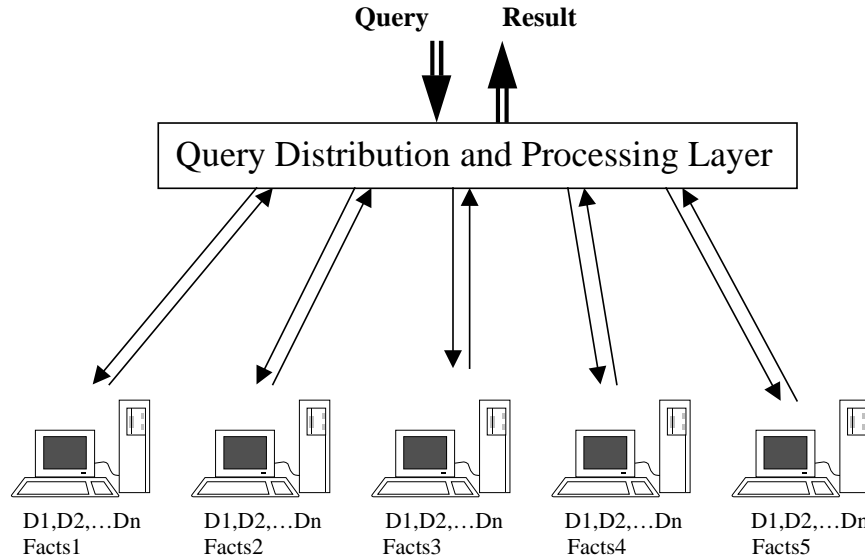 Query Result
Query Distribution and Processing Layer
D1,D2,…Dn D1,D2,…Dn D1,D2,…Dn D1,D2,…Dn D1,D2,…Dn
Facts1 Facts2 Facts3 Facts4 Facts5